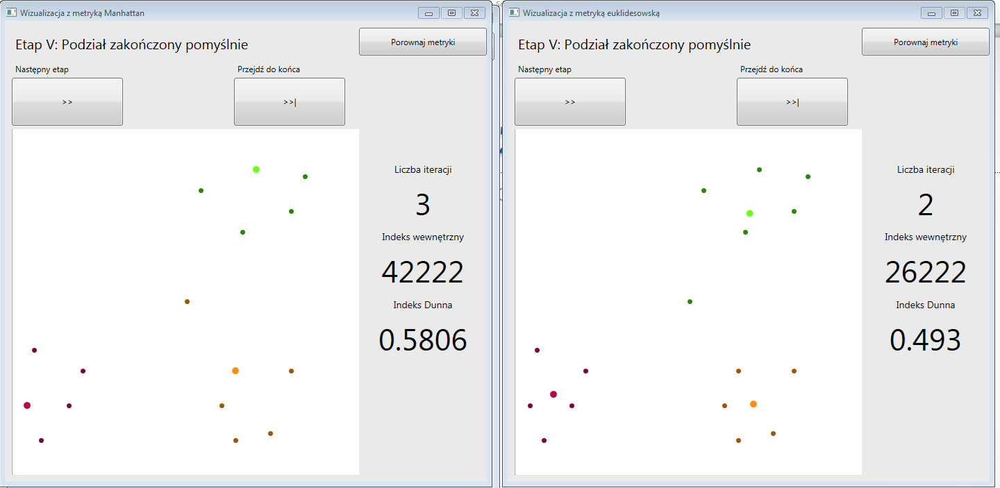 Wizualizacja z metryką Manhattan
Etap V: Podział zakończony pomyślnie
Porownaj metryki
Następny etap
Przejdź do końca
>>
>>|
Liczba iteracji
3
Indeks wewnętrzny
42222
Indeks Dunna
0.5806
Wizualizacja z metryką euklidesowską
Etap V: Podział zakończony pomyślnie
Porownaj metryki
Następny etap
Przejdź do końca
>>
>>|
Liczba iteracji
2
Indeks wewnętrzny
26222
Indeks Dunna
0.493